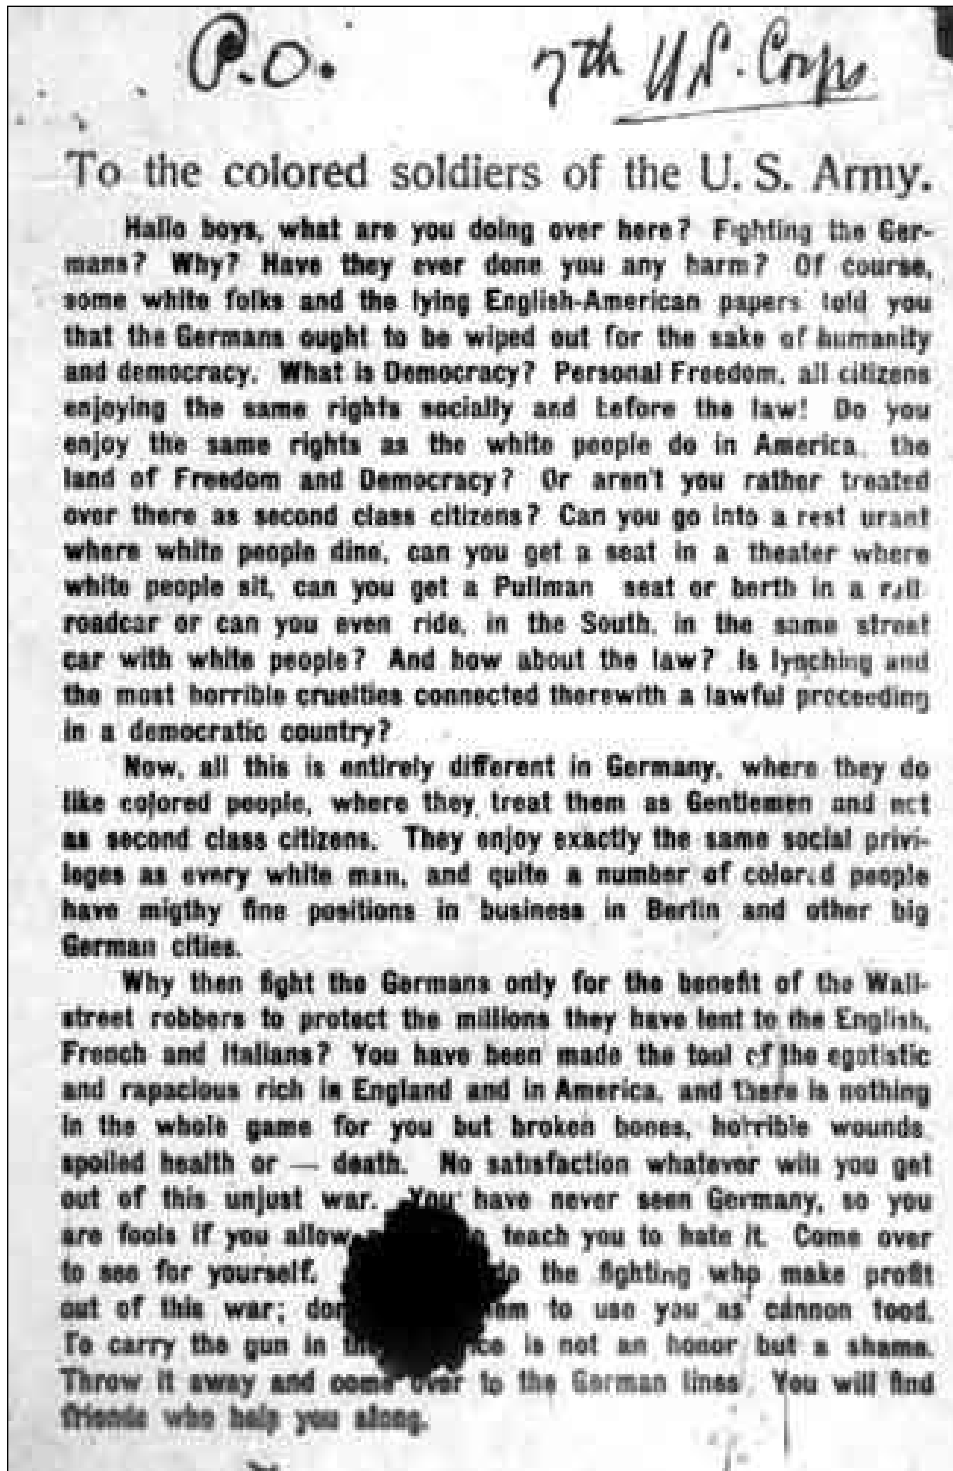 P.O. 7th U.S. Corps
To the colored soldiers of the U. S. Army.
Hallo boys, what are you doing over here? Fighting the Ger-
mans? Why? Have they ever done you any harm? Of course,
some white folks and the lying English-American papers told you
that the Germans ought to be wiped out for the sake of humanity
and democracy. What is Democracy? Personal Freedom, all citizens
enjoying the same rights socially and before the law! Do you
enjoy the same rights as the white people do in America, the
land of Freedom and Democracy? Or aren't you rather treated
over there as second class citizens? Can you go into a rest urant
where white people dine, can you get a seat in a theater where
white people sit, can you get a Pullman seat or berth in a rail
roadcar or can you even ride, in the South, in the same street
car with white people? And how about the law? Is lynching and
the most horrible cruelties connected therewith a lawful proceeding
in a democratic country?
Now, all this is entirely different in Germany, where they do
like colored people, where they treat them as Gentlemen and not
as second class citizens. They enjoy exactly the same social privi-
leges as every white man, and quite a number of colored people
have migthy fine positions in business in Berlin and other big
German cities.
Why then fight the Germans only for the benefit of the Wall-
street robbers to protect the millions they have lent to the English,
French and Italians? You have been made the tool of the egotistic
and rapacious rich in England and in America, and there is nothing
in the whole game for you but broken bones, horrible wounds,
spoiled health or — death. No satisfaction whatever will you get
out of this unjust war. You have never seen Germany, so you
are fools if you allow teach you to hate it. Come over
to see for yourself. do the fighting who make profit
out of this war; to use you as cannon food.
To carry the gun in is not an honor but a shame.
Throw it away and come over to the German lines. You will find
friends who help you along.